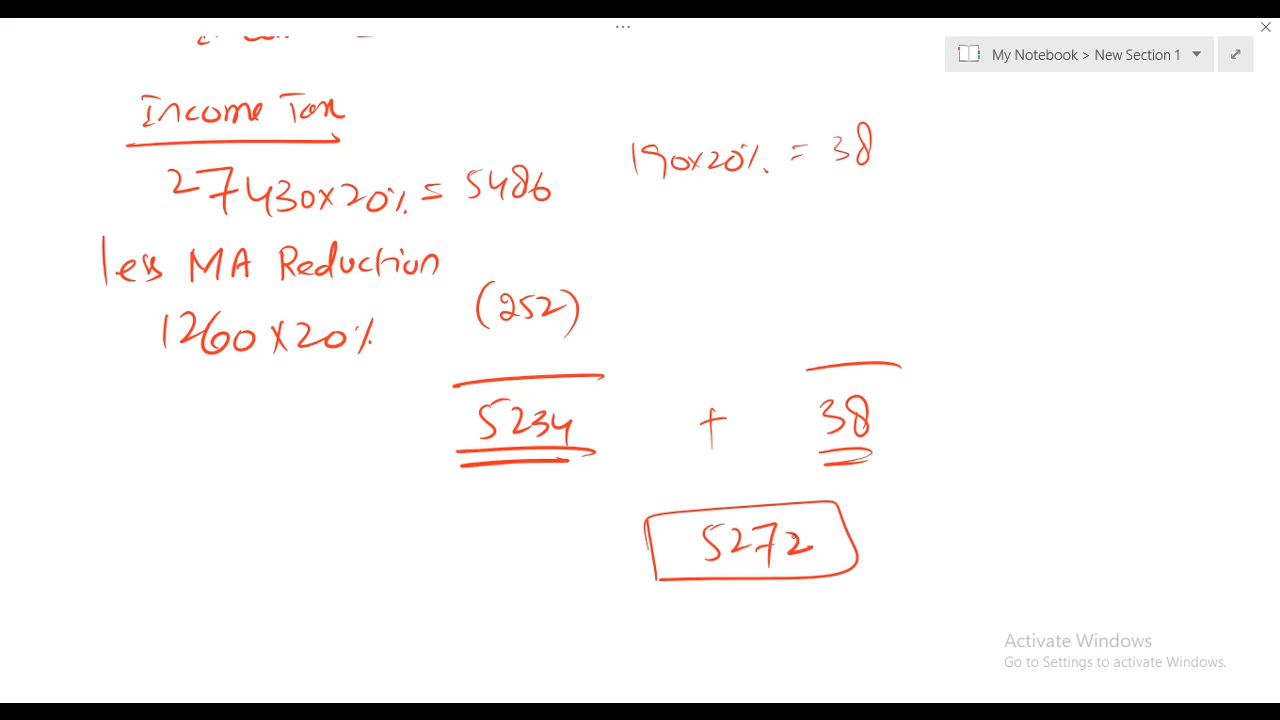 My Notebook > New Section 1
Income Tax
190x20% = 38
27430x20% = 5486
less MA Reduction
(252)
1260 x 20%
5234 + 38
5272
Activate Windows
Go to Settings to activate Windows.